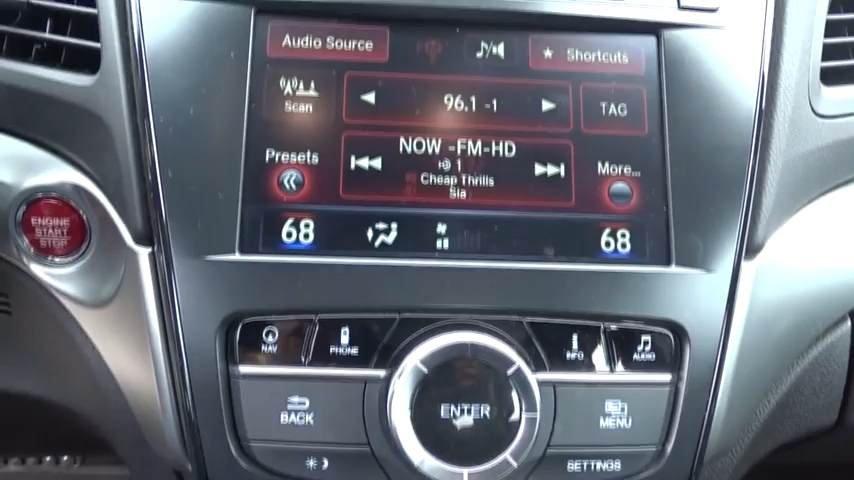 Audio Source
★ Shortcuts
Scan
96.1 -1
TAG
NOW -FM-HD
1
Presets
Cheap Thrills
Sia
More...
68
68
ENGINE
START
STOP
NAV
PHONE
INFO
AUDIO
BACK
ENTER
MENU
SETTINGS